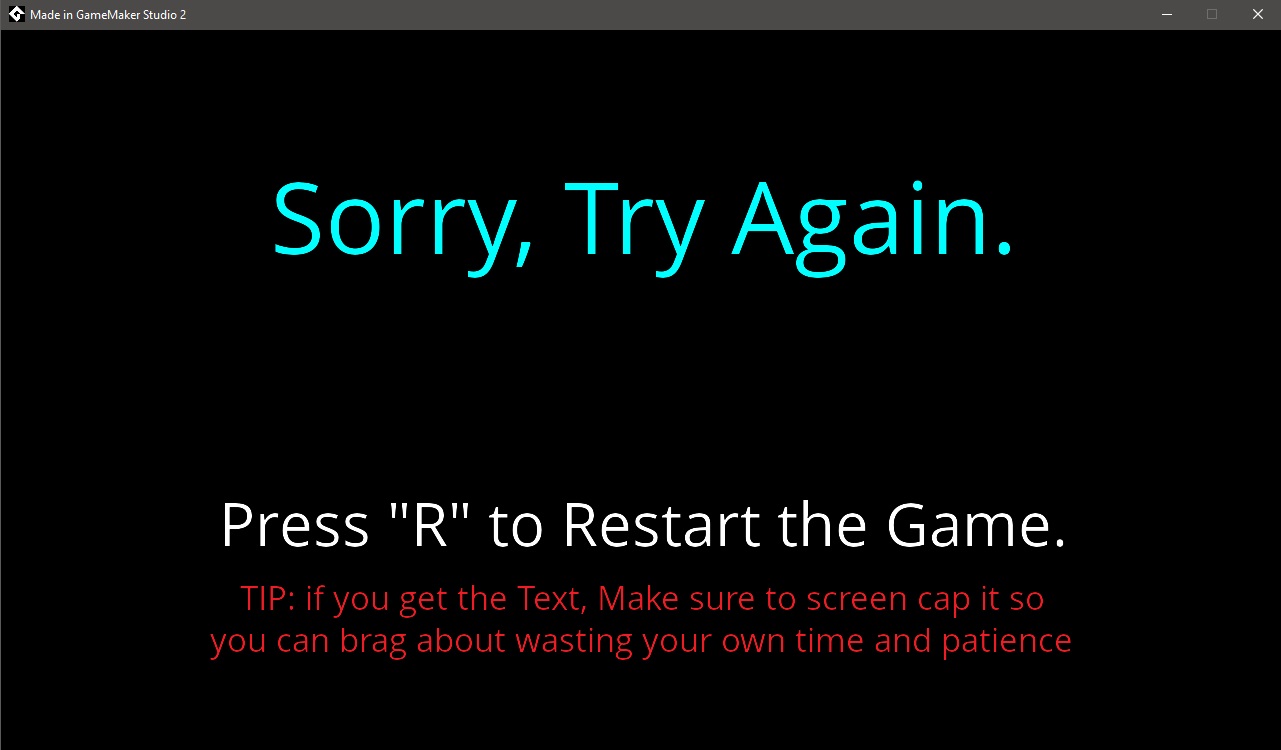 Made in GameMaker Studio 2
Sorry, Try Again.
Press "R" to Restart the Game.
TIP: if you get the Text, Make sure to screen cap it so
you can brag about wasting your own time and patience